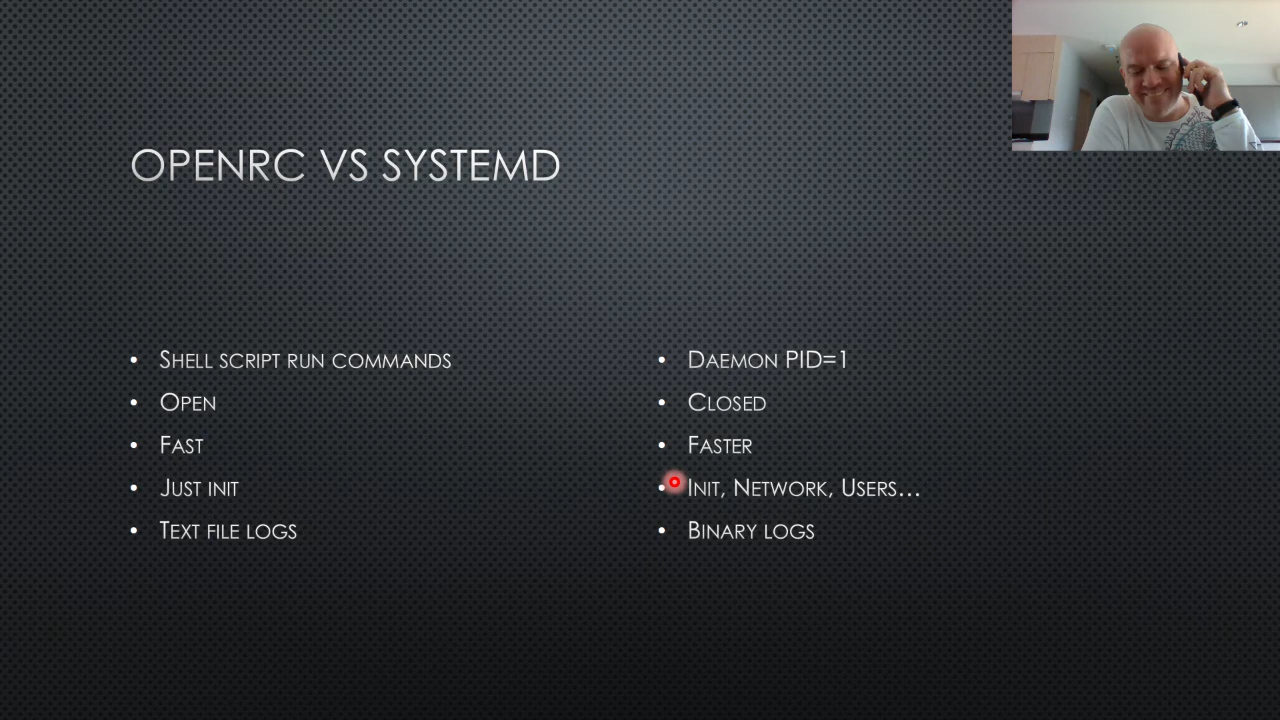 OPENRC VS SYSTEMD
• SHELL SCRIPT RUN COMMANDS
• OPEN
• FAST
• JUST INIT
• TEXT FILE LOGS
• DAEMON PID=1
• CLOSED
• FASTER
• INIT, NETWORK, USERS…
• BINARY LOGS